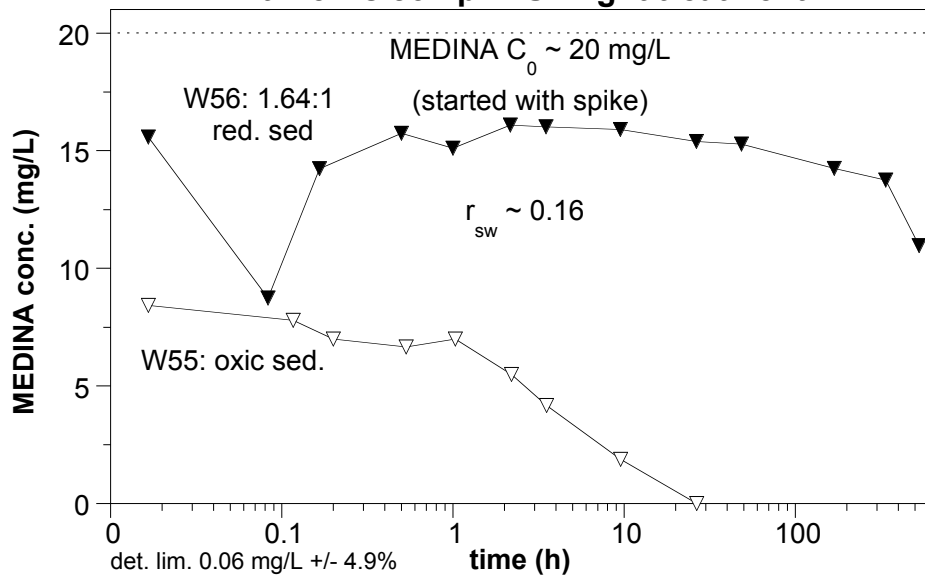 20
MEDINA C0 ~ 20 mg/L
(started with spike)
W56: 1.64:1
red. sed
15
rsw ~ 0.16
10
MEDINA conc. (mg/L)
W55: oxic sed.
5
0
0 0.1 1 10 100
det. lim. 0.06 mg/L +/- 4.9% time (h)